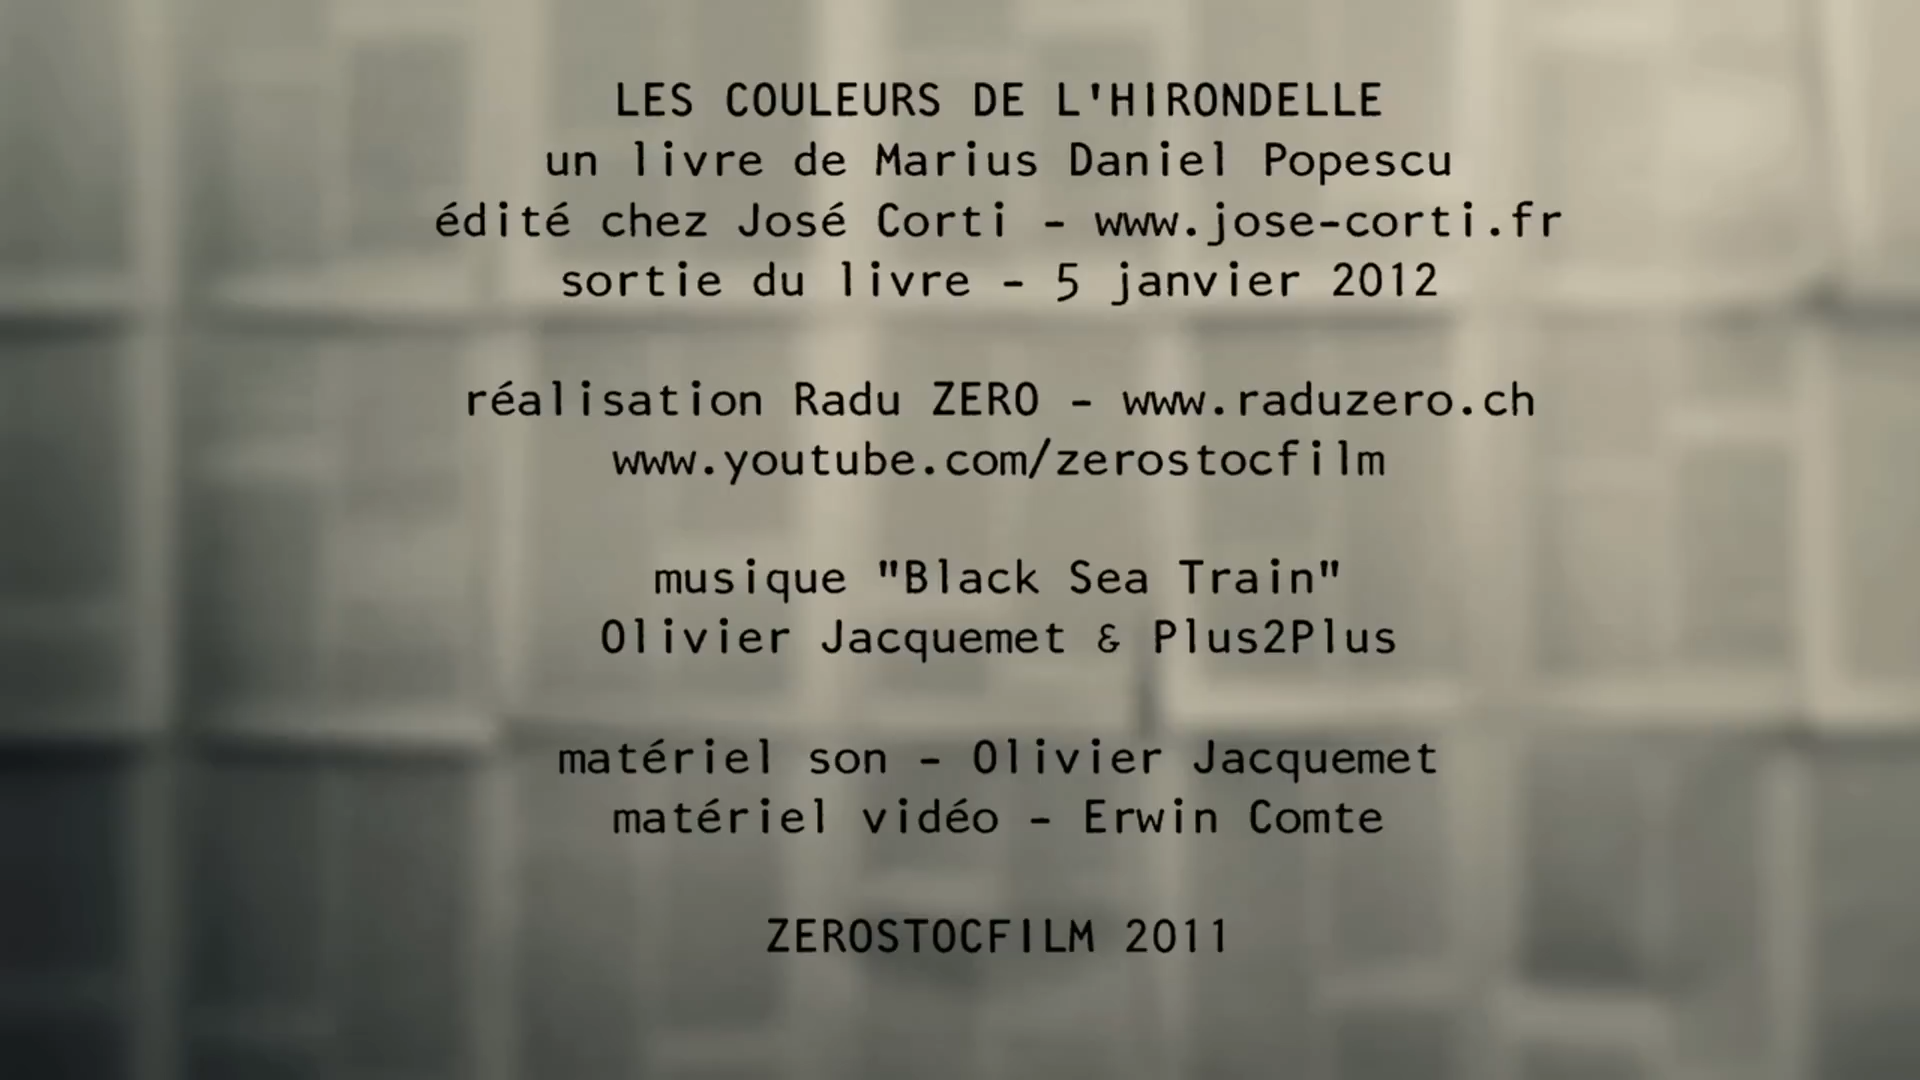 LES COULEURS DE L'HIRONDELLE
un livre de Marius Daniel Popescu
édité chez José Corti - www.jose-corti.fr
sortie du livre - 5 janvier 2012
réalisation Radu ZERO - www.raduzero.ch
www.youtube.com/zerostocfilm
musique "Black Sea Train"
Olivier Jacquemet & Plus2Plus
matériel son - Olivier Jacquemet
matériel vidéo - Erwin Comte
ZEROSTOCFILM 2011